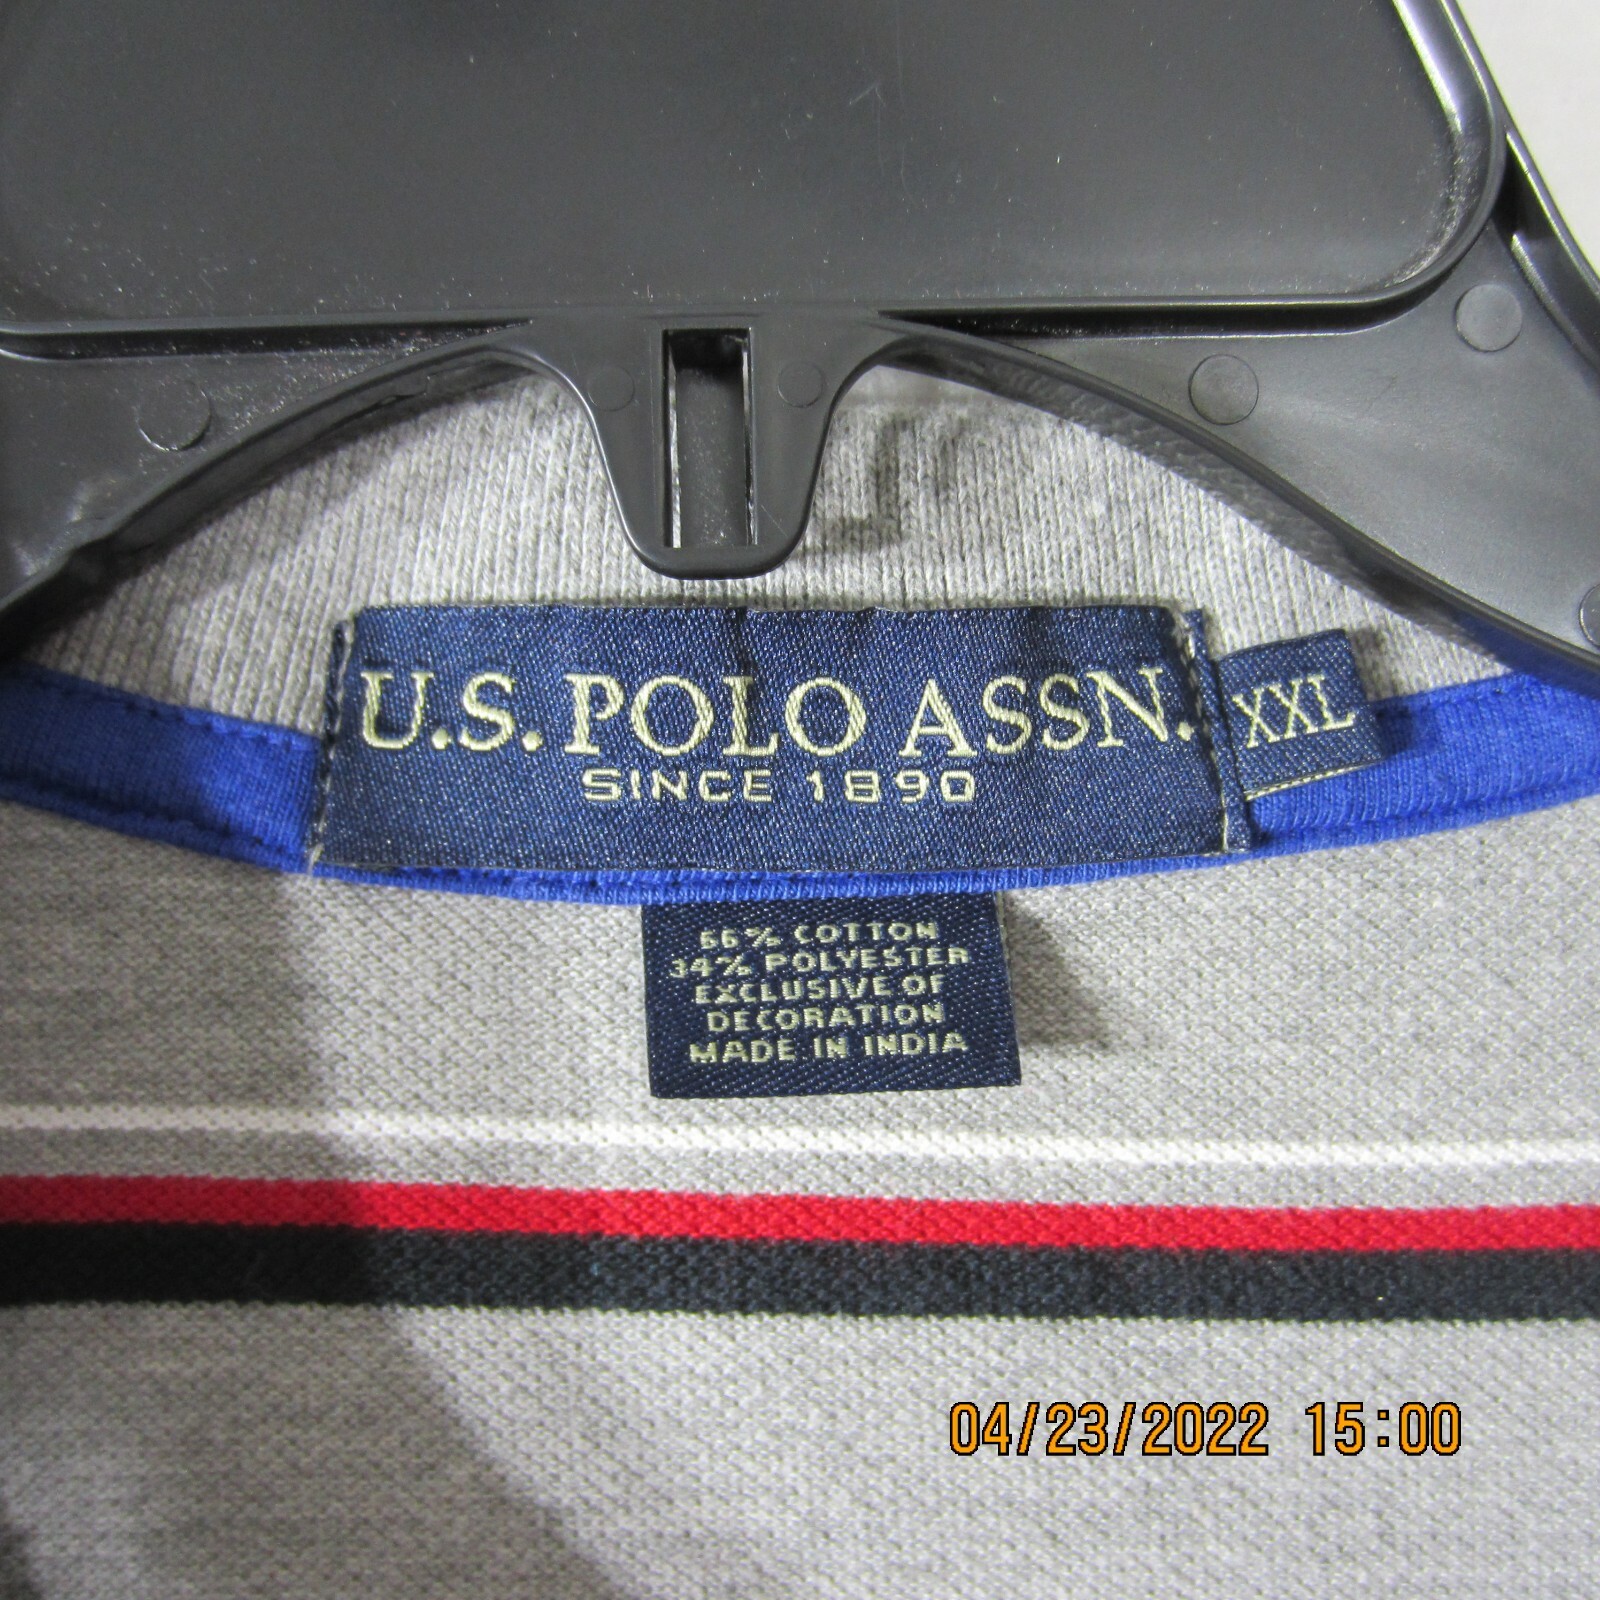 U.S. POLO ASSN.
SINCE 1890
XXL
66% COTTON
34% POLYESTER
EXCLUSIVE OF
DECORATION
MADE IN INDIA
04/23/2022 15:00